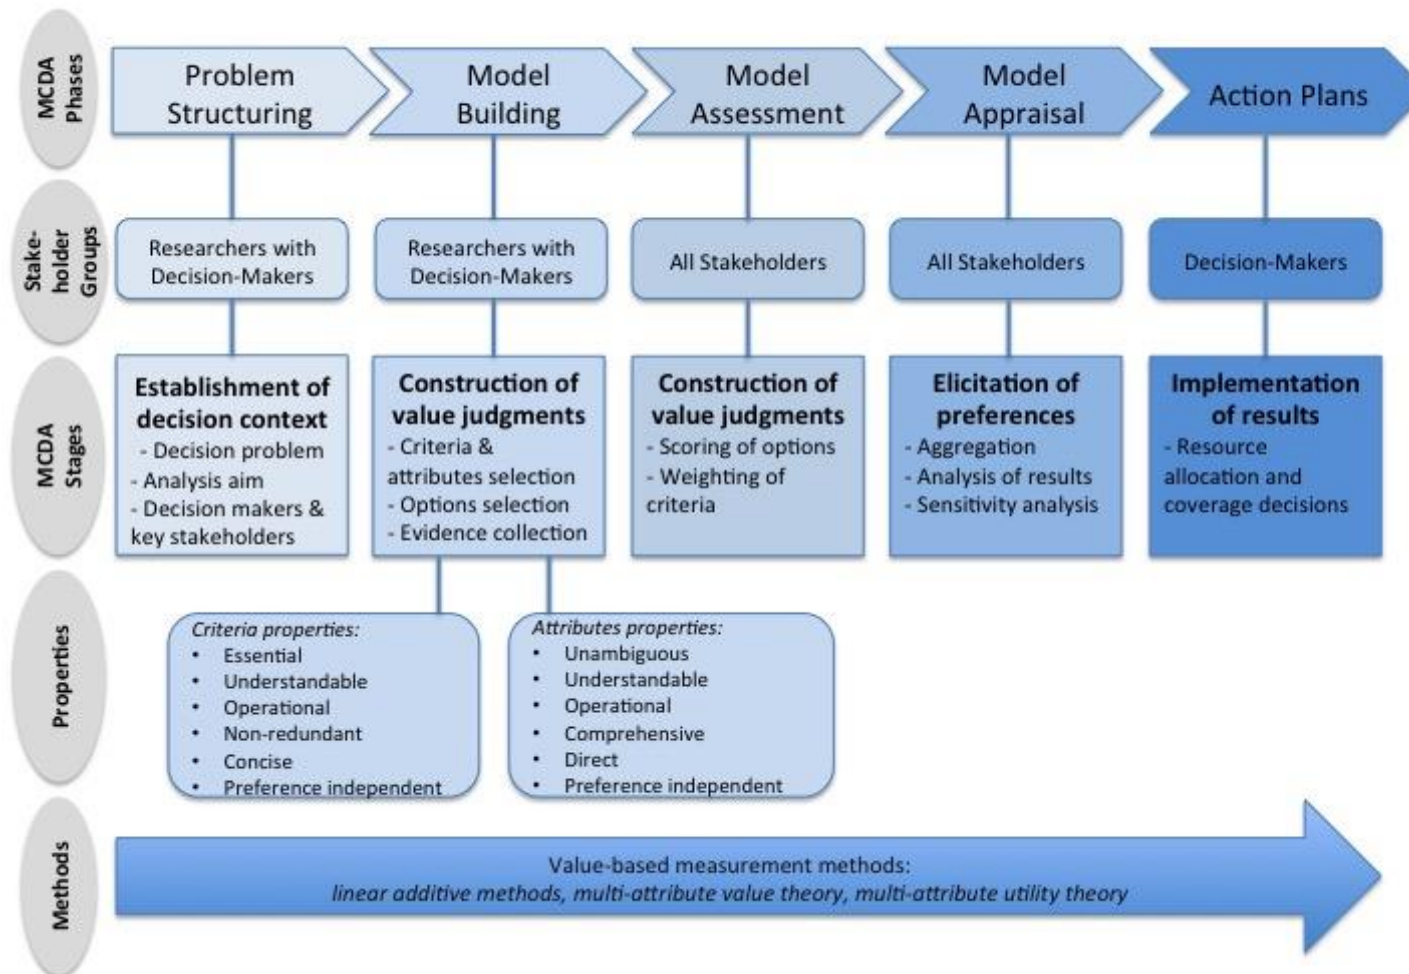 MCDA
Phases
Problem
Structuring
Model
Building
Model
Assessment
Model
Appraisal
Action Plans
Stake-
holder
Groups
Researchers with
Decision-Makers
Researchers with
Decision-Makers
All Stakeholders
All Stakeholders
Decision-Makers
MCDA
Stages
Establishment of
decision context
- Decision problem
- Analysis aim
- Decision makers &
key stakeholders
Construction of
value judgments
- Criteria &
attributes selection
- Options selection
- Evidence collection
Construction of
value judgments
- Scoring of options
- Weighting of
criteria
Elicitation of
preferences
- Aggregation
- Analysis of results
- Sensitivity analysis
Implementation
of results
- Resource
allocation and
coverage decisions
Properties
Criteria properties:
• Essential
• Understandable
• Operational
• Non-redundant
• Concise
• Preference independent
Attributes properties:
• Unambiguous
• Understandable
• Operational
• Comprehensive
• Direct
• Preference independent
Methods
Value-based measurement methods:
linear additive methods, multi-attribute value theory, multi-attribute utility theory